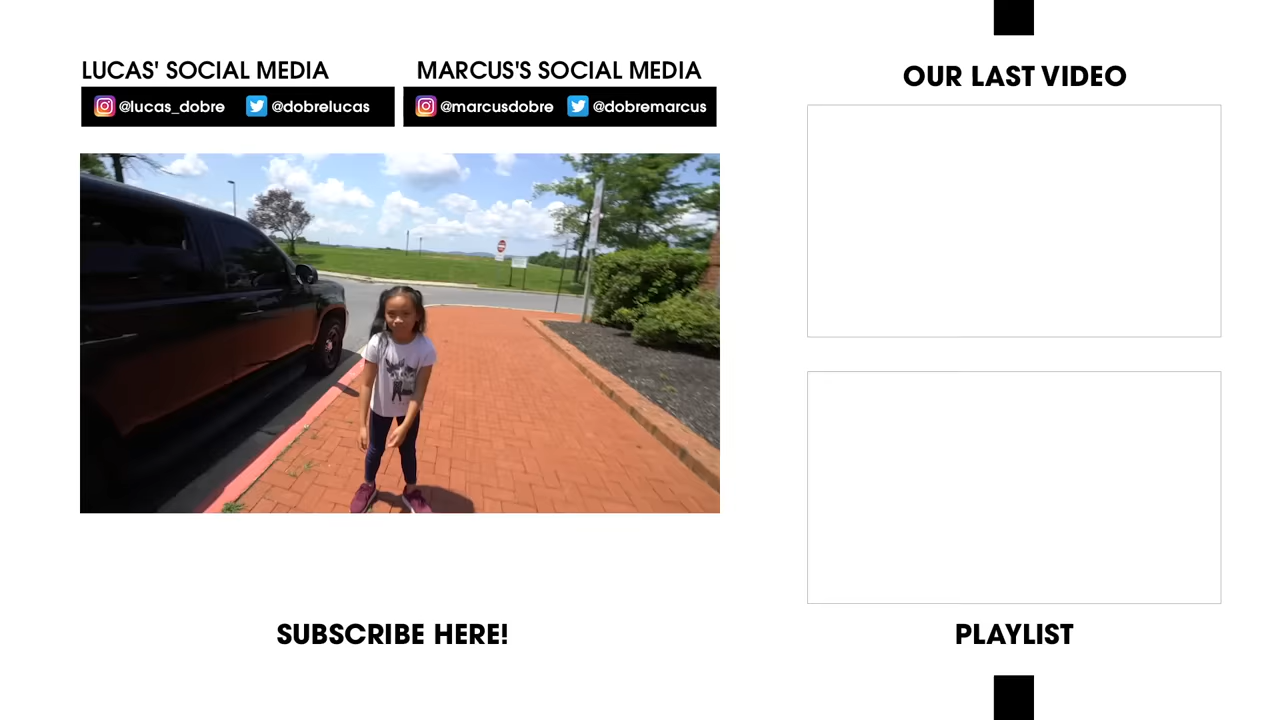 LUCAS' SOCIAL MEDIA
@lucas_dobre @dobrelucas
MARCUS'S SOCIAL MEDIA
@marcusdobre @dobremarcus
OUR LAST VIDEO
SUBSCRIBE HERE!
PLAYLIST